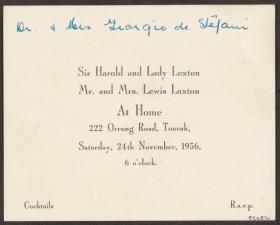 Dr. & Mrs. Giorgio de Stéfani
Sir Harold and Lady Luxton
Mr. and Mrs. Lewis Luxton
At Home
222 Orrong Road, Toorak,
Saturday, 24th November, 1956,
6 o'clock.
Cocktails R.s.v.p.